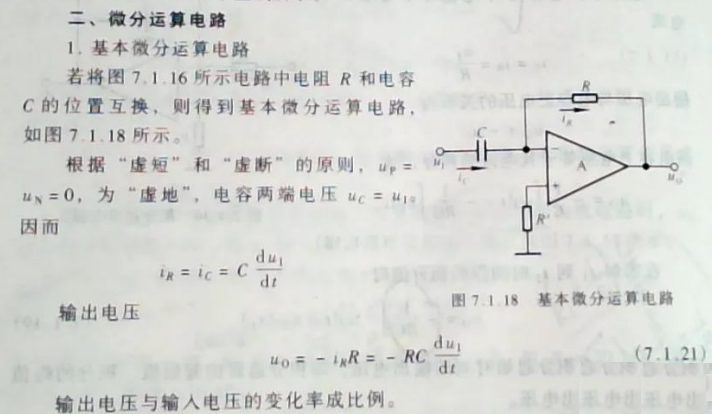 二、微分运算电路
1. 基本微分运算电路
若将图 7.1.16 所示电路中电阻 R 和电容
C 的位置互换，则得到基本微分运算电路，
如图 7.1.18 所示。
根据“虚短”和“虚断”的原则，u_P =
u_N = 0，为“虚地”，电容两端电压 u_C = u_I。
因而
i_R = i_C = C du_I/dt
输出电压
u_O = - i_R R = - RC du_I/dt (7.1.21)
输出电压与输入电压的变化率成比例。
R
i_R
C
u_I
i_C
A
u_O
R'
图 7.1.18 基本微分运算电路